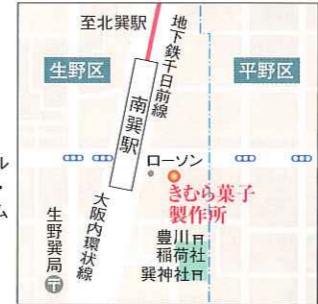 至北巽駅
地下鉄千日前線
生野区
平野区
南巽駅
ル
・
ム
ローソン
きむら菓子
製作所
大阪内環状線
生野巽局
〒
豊川
稲荷社
巽神社